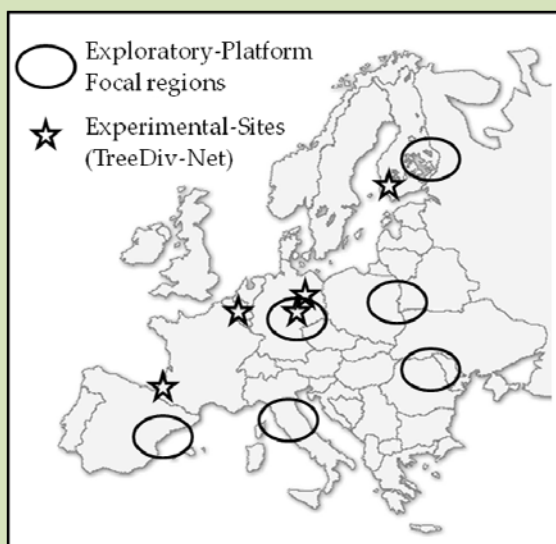 Exploratory-Platform
Focal regions
Experimental-Sites
(TreeDiv-Net)